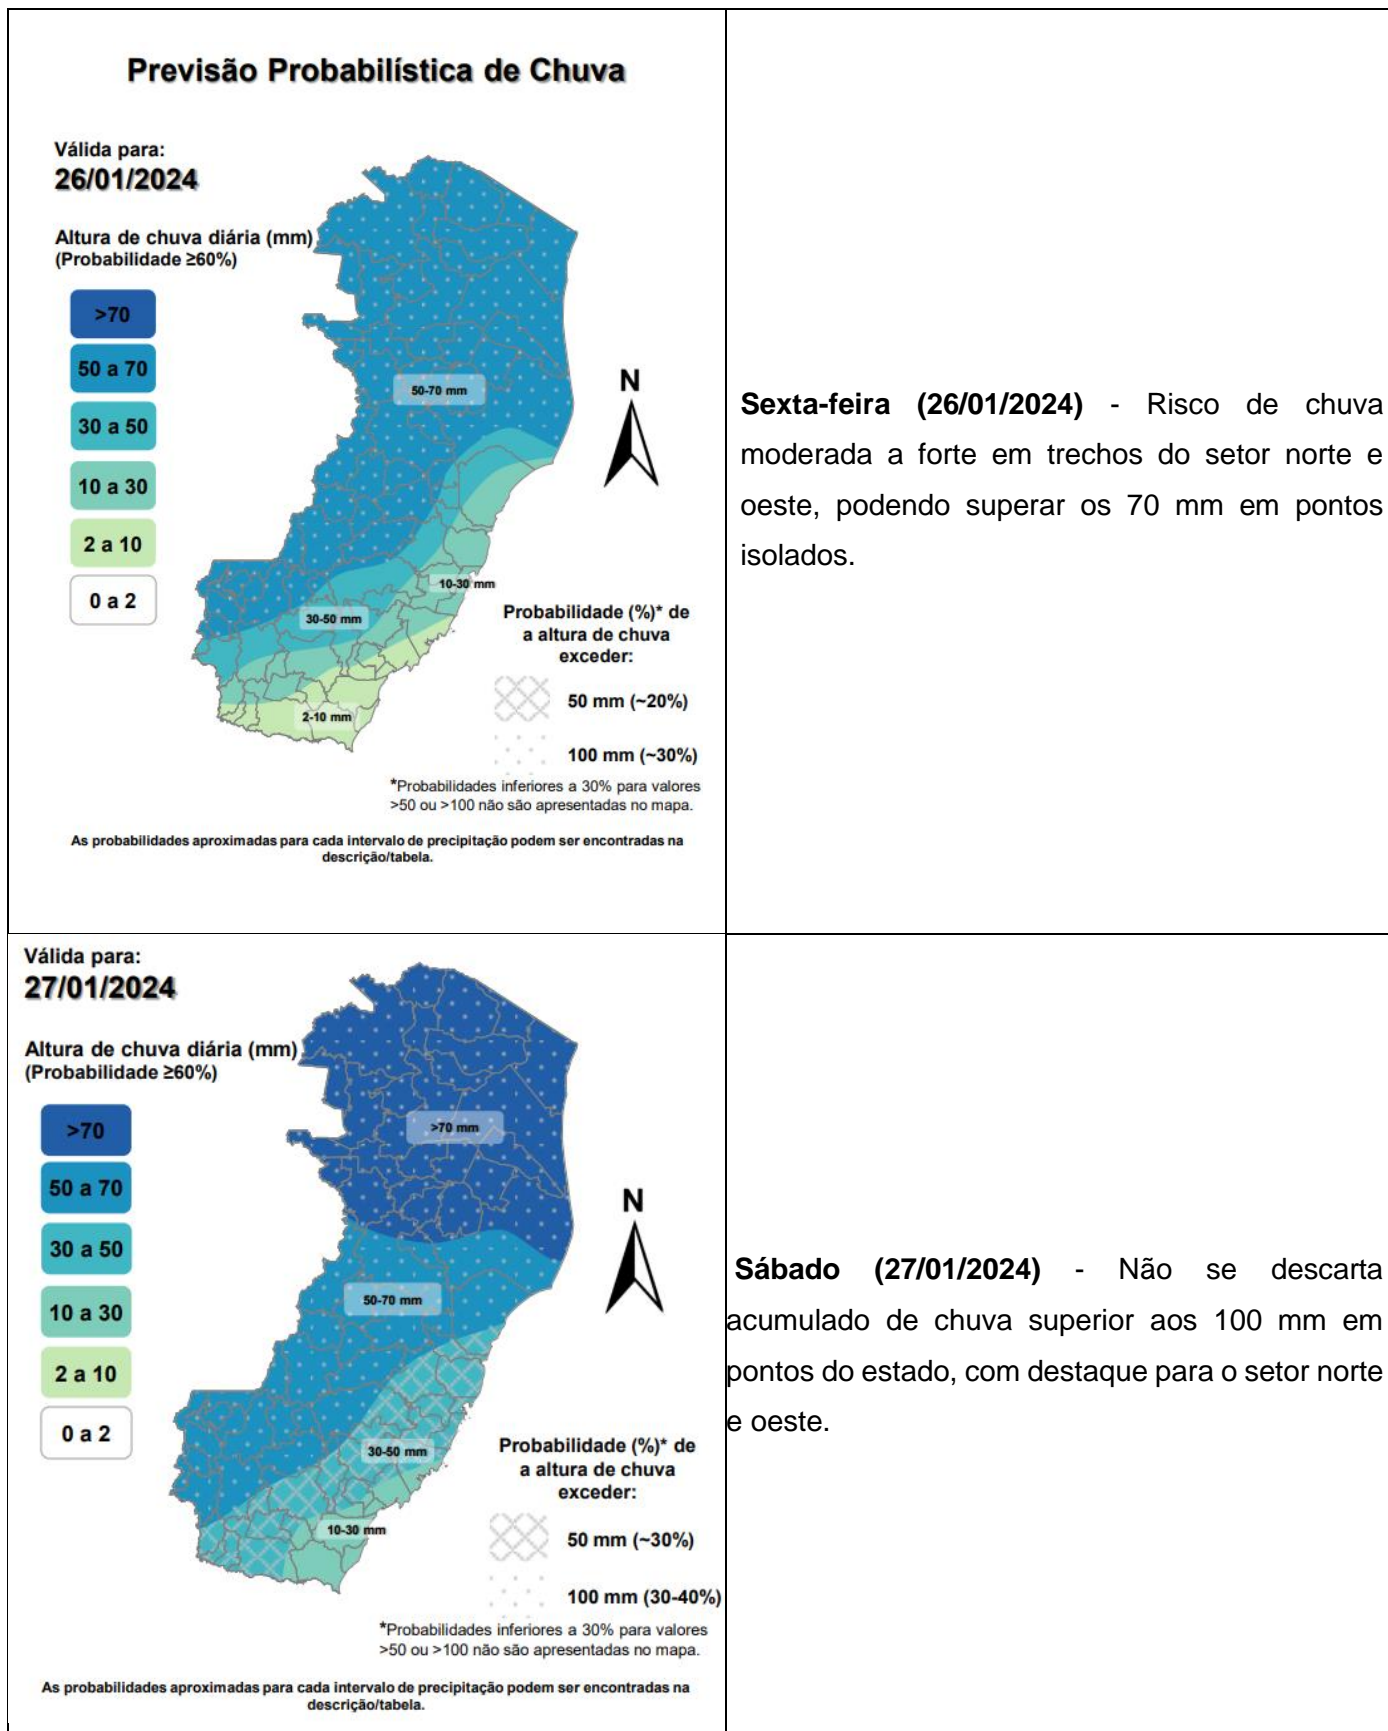 Previsão Probabilística de Chuva
Válida para:
26/01/2024
Altura de chuva diária (mm)
(Probabilidade ≥60%)
>70
50 a 70
30 a 50
10 a 30
2 a 10
0 a 2
50-70 mm
30-50 mm
10-30 mm
2-10 mm
N
Probabilidade (%)* de
a altura de chuva
exceder:
50 mm (~20%)
100 mm (~30%)
*Probabilidades inferiores a 30% para valores
>50 ou >100 não são apresentadas no mapa.
As probabilidades aproximadas para cada intervalo de precipitação podem ser encontradas na
descrição/tabela.
Sexta-feira (26/01/2024) - Risco de chuva
moderada a forte em trechos do setor norte e
oeste, podendo superar os 70 mm em pontos
isolados.
Válida para:
27/01/2024
Altura de chuva diária (mm)
(Probabilidade ≥60%)
>70
50 a 70
30 a 50
10 a 30
2 a 10
0 a 2
>70 mm
50-70 mm
30-50 mm
10-30 mm
N
Probabilidade (%)* de
a altura de chuva
exceder:
50 mm (~30%)
100 mm (30-40%)
*Probabilidades inferiores a 30% para valores
>50 ou >100 não são apresentadas no mapa.
As probabilidades aproximadas para cada intervalo de precipitação podem ser encontradas na
descrição/tabela.
Sábado (27/01/2024) - Não se descarta
acumulado de chuva superior aos 100 mm em
pontos do estado, com destaque para o setor norte
e oeste.